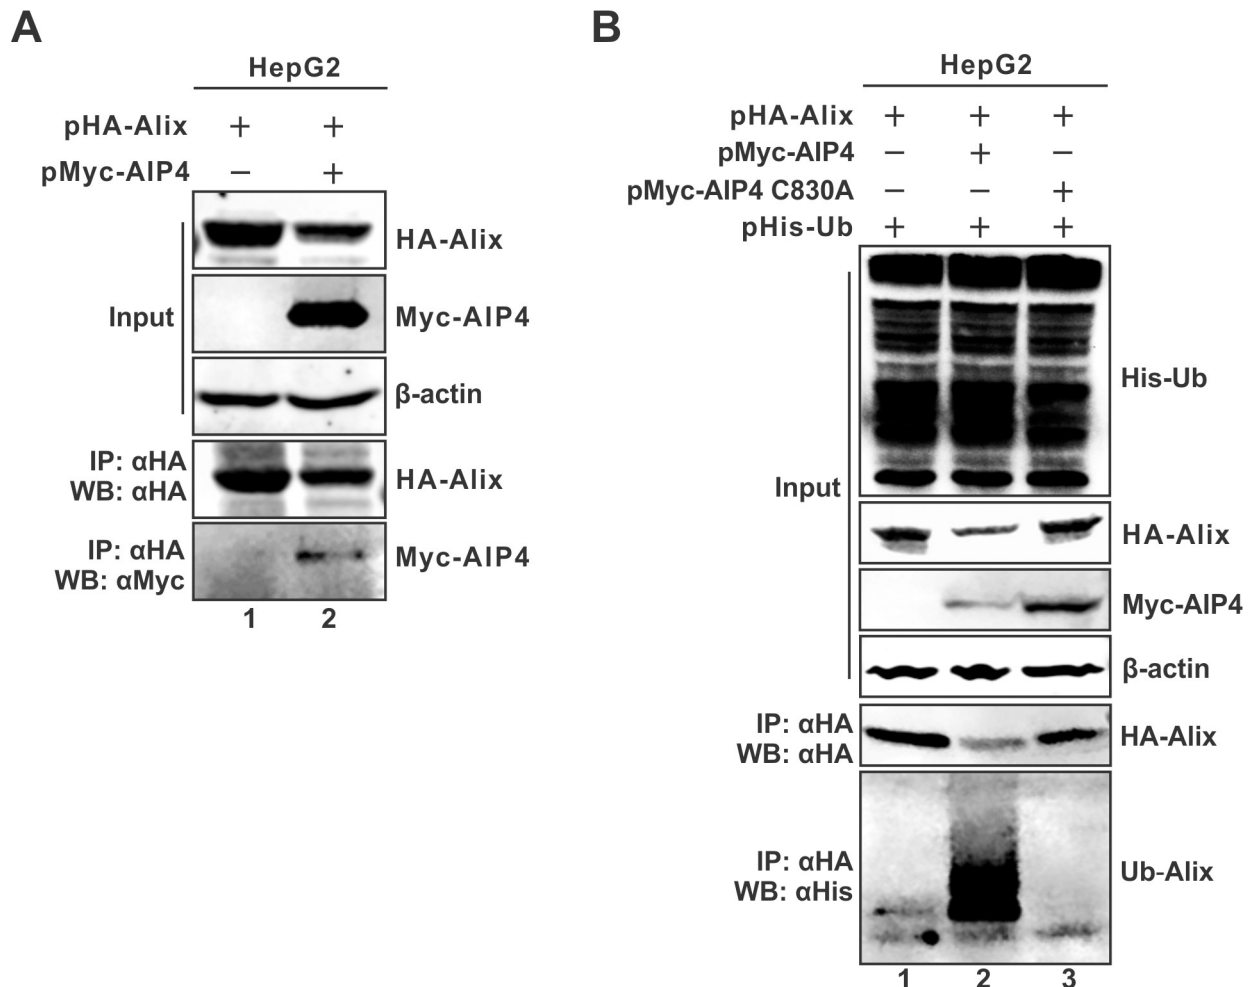 A
HepG2
pHA-Alix + +
pMyc-AIP4 − +
HA-Alix
Input
Myc-AIP4
β-actin
IP: αHA
WB: αHA
HA-Alix
IP: αHA
WB: αMyc
Myc-AIP4
1 2
B
HepG2
pHA-Alix + + +
pMyc-AIP4 − + −
pMyc-AIP4 C830A − − +
pHis-Ub + + +
His-Ub
Input
HA-Alix
Myc-AIP4
β-actin
IP: αHA
WB: αHA
HA-Alix
IP: αHA
WB: αHis
Ub-Alix
1 2 3